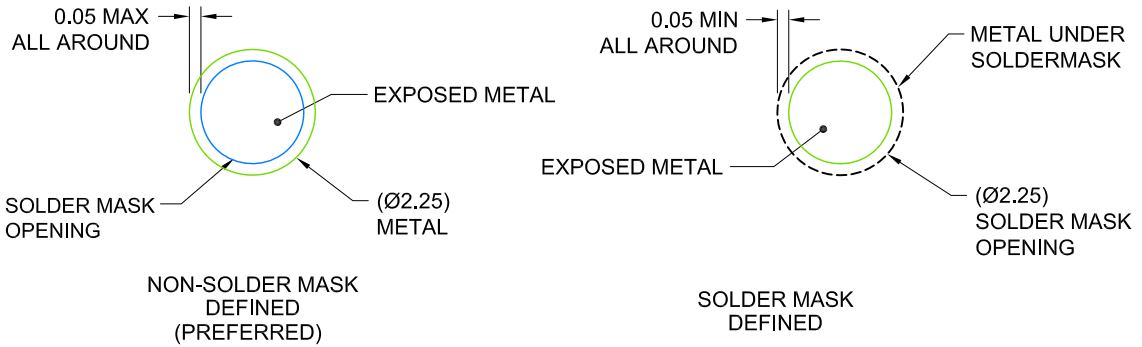 0.05 MAX
ALL AROUND
EXPOSED METAL
SOLDER MASK
OPENING
(Ø2.25)
METAL
NON-SOLDER MASK
DEFINED
(PREFERRED)
0.05 MIN
ALL AROUND
METAL UNDER
SOLDERMASK
EXPOSED METAL
(Ø2.25)
SOLDER MASK
OPENING
SOLDER MASK
DEFINED